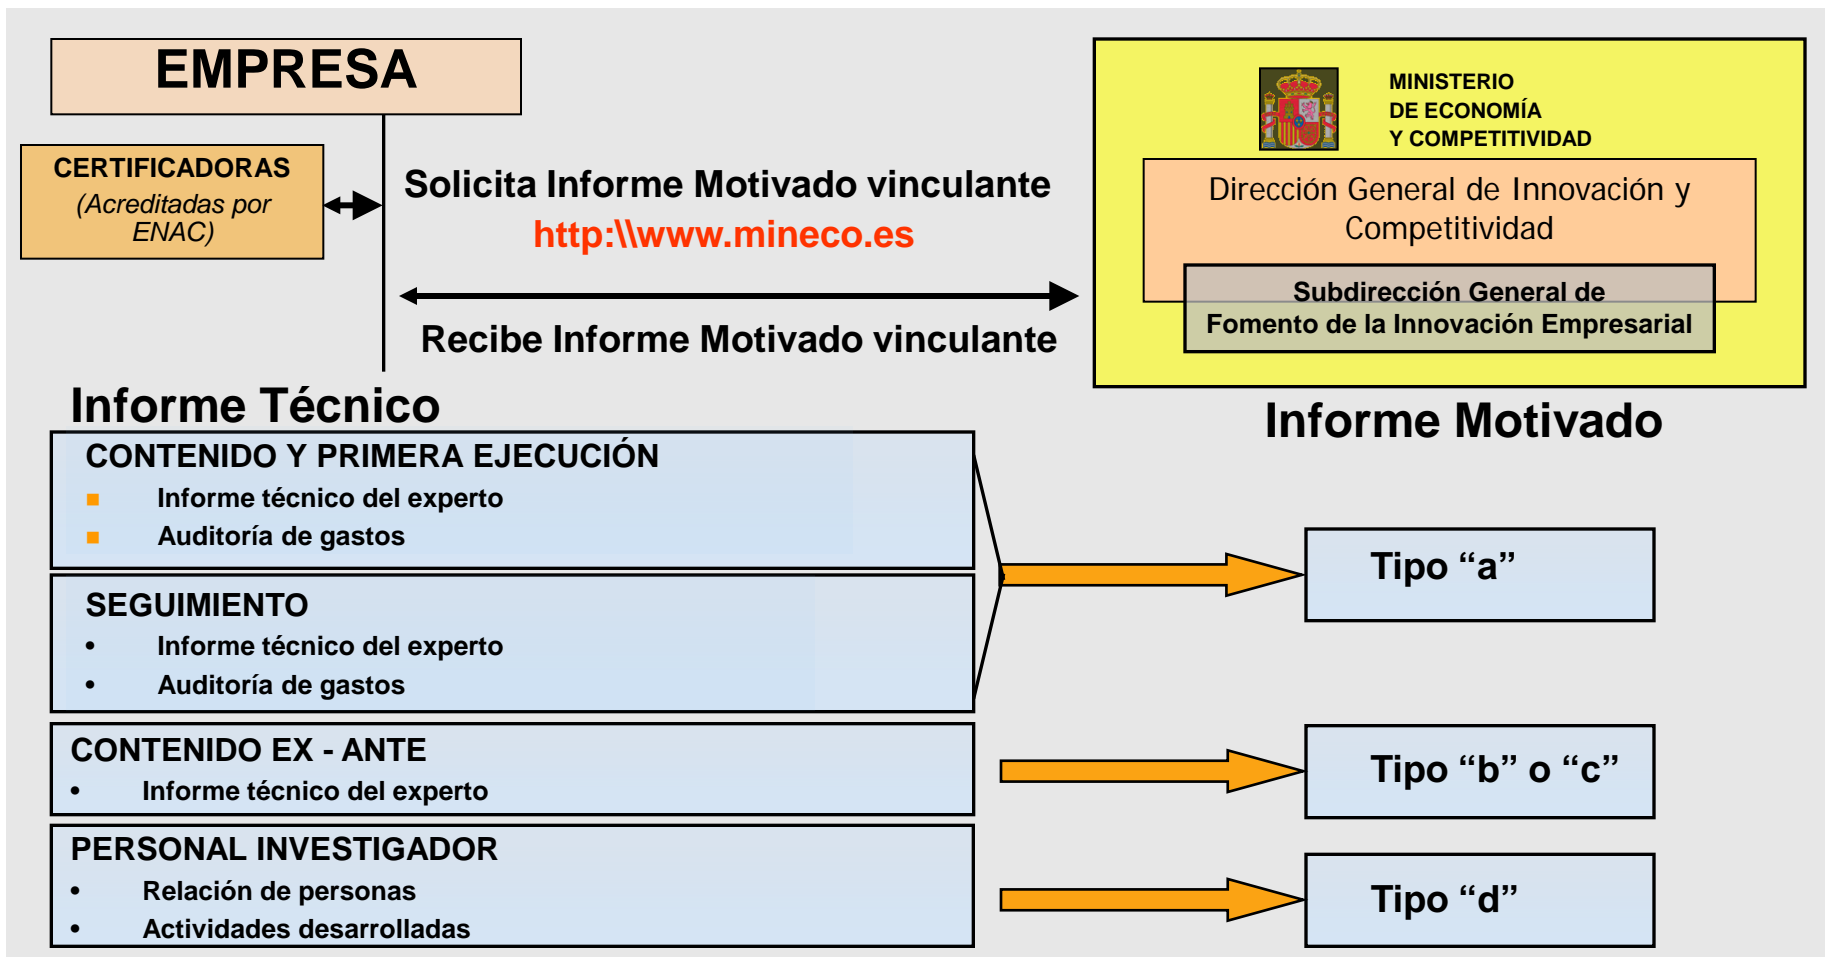 EMPRESA
CERTIFICADORAS
(Acreditadas por
ENAC)
Solicita Informe Motivado vinculante
http:\\www.mineco.es
Recibe Informe Motivado vinculante
MINISTERIO
DE ECONOMÍA
Y COMPETITIVIDAD
Dirección General de Innovación y
Competitividad
Subdirección General de
Fomento de la Innovación Empresarial
Informe Técnico
Informe Motivado
CONTENIDO Y PRIMERA EJECUCIÓN
Informe técnico del experto
Auditoría de gastos
SEGUIMIENTO
• Informe técnico del experto
• Auditoría de gastos
Tipo “a”
CONTENIDO EX - ANTE
• Informe técnico del experto
Tipo “b” o “c”
PERSONAL INVESTIGADOR
• Relación de personas
• Actividades desarrolladas
Tipo “d”